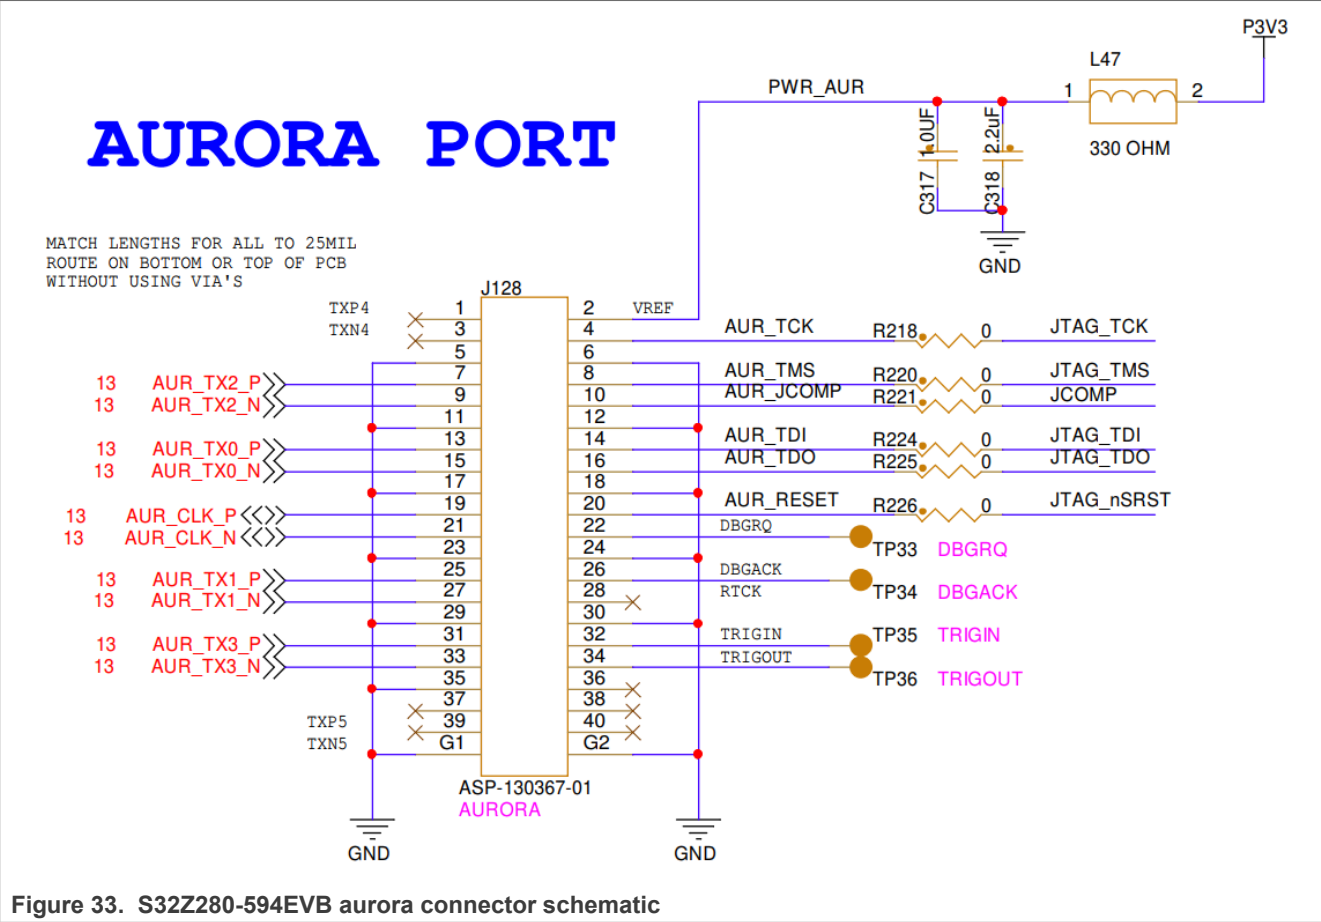 P3V3
L47
PWR_AUR
1
2
AURORA PORT
1.0UF
2.2uF
330 OHM
C317
C318
MATCH LENGTHS FOR ALL TO 25MIL
ROUTE ON BOTTOM OR TOP OF PCB
WITHOUT USING VIA'S
GND
J128
TXP4 1 2 VREF
TXN4 3 4 AUR_TCK R218 0 JTAG_TCK
5 6
13 AUR_TX2_P 7 8 AUR_TMS R220 0 JTAG_TMS
13 AUR_TX2_N 9 10 AUR_JCOMP R221 0 JCOMP
11 12
13 AUR_TX0_P 13 14 AUR_TDI R224 0 JTAG_TDI
13 AUR_TX0_N 15 16 AUR_TDO R225 0 JTAG_TDO
17 18
13 AUR_CLK_P 19 20 AUR_RESET R226 0 JTAG_nSRST
13 AUR_CLK_N 21 22 DBGRQ TP33 DBGRQ
23 24
13 AUR_TX1_P 25 26 DBGACK TP34 DBGACK
13 AUR_TX1_N 27 28 RTCK
29 30
13 AUR_TX3_P 31 32 TRIGIN TP35 TRIGIN
13 AUR_TX3_N 33 34 TRIGOUT TP36 TRIGOUT
35 36
TXP5 37 38
TXN5 39 40
G1 G2
ASP-130367-01
AURORA
GND GND
Figure 33. S32Z280-594EVB aurora connector schematic